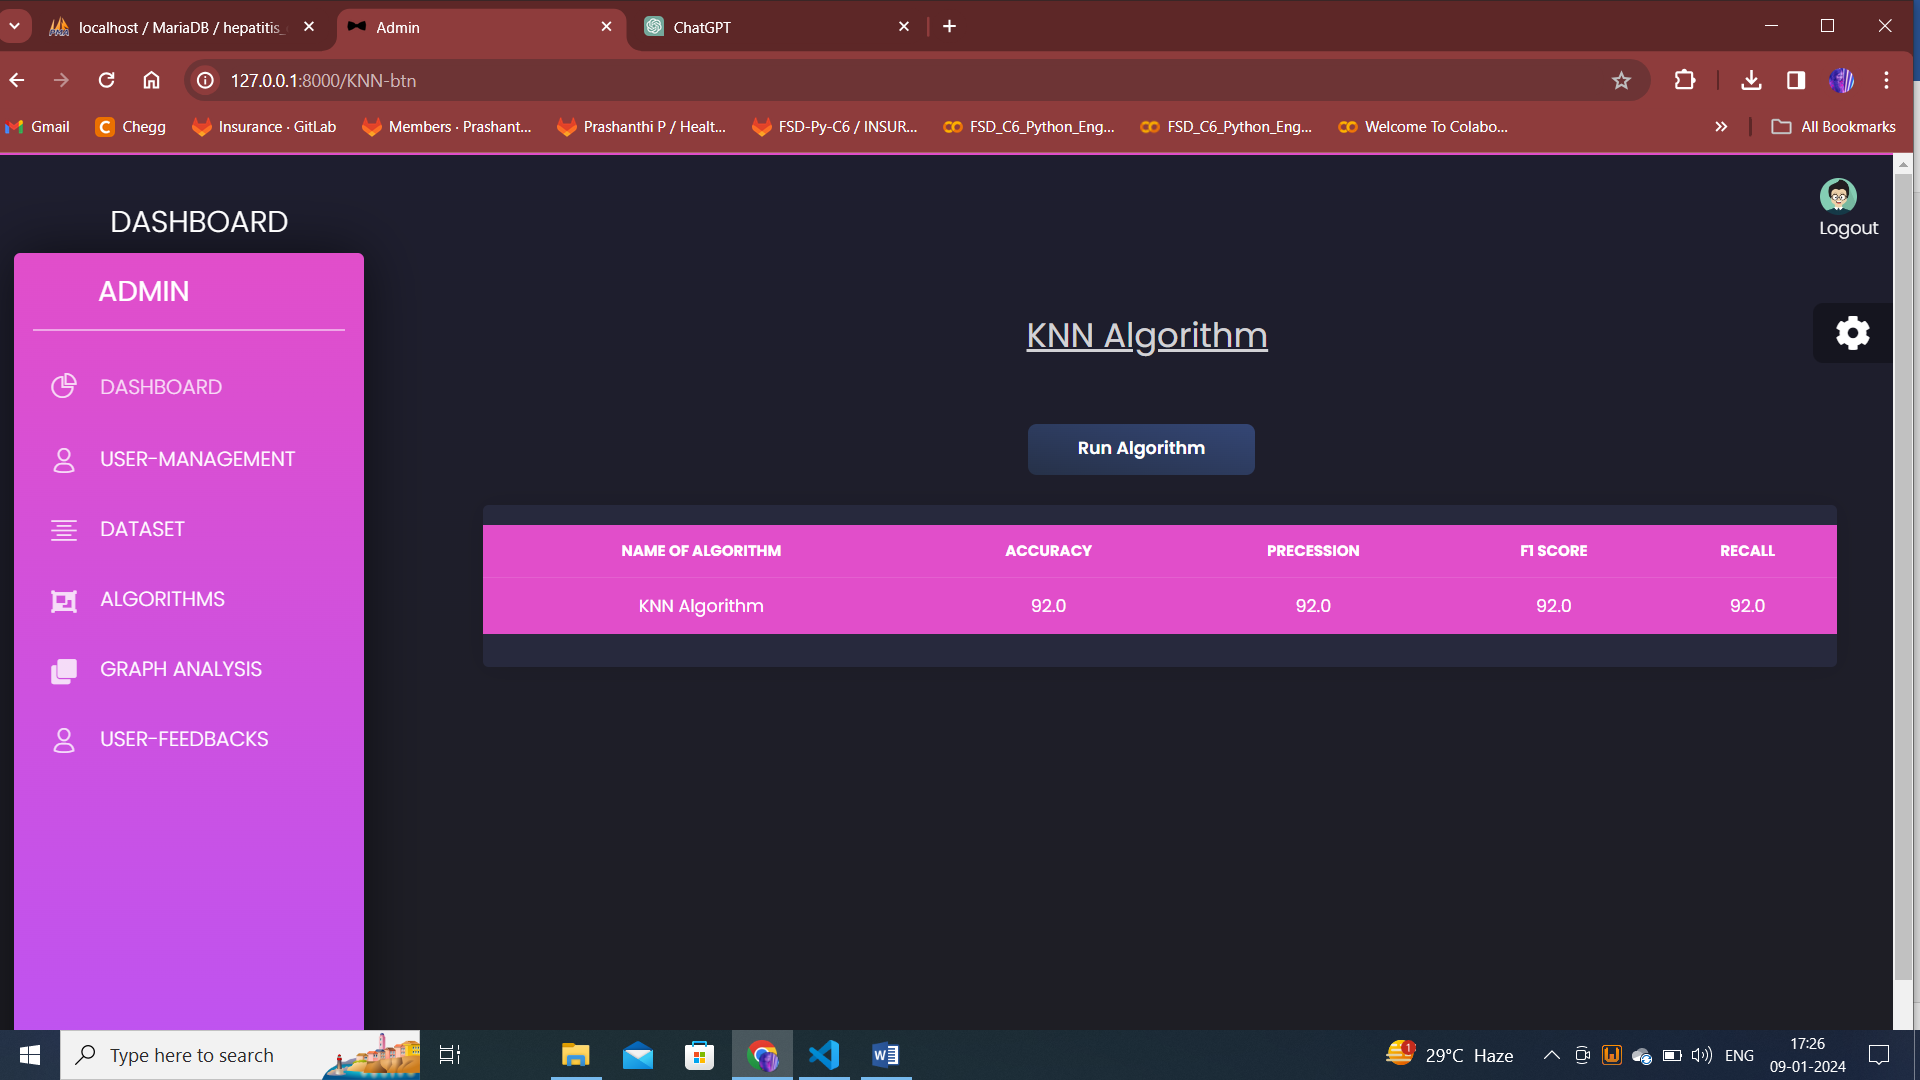 localhost / MariaDB / hepatitis_
Admin
ChatGPT
127.0.0.1:8000/KNN-btn
Gmail
Chegg
Insurance · GitLab
Members · Prashant...
Prashanthi P / Healt...
FSD-Py-C6 / INSUR...
FSD_C6_Python_Eng...
FSD_C6_Python_Eng...
Welcome To Colabo...
All Bookmarks
Logout
DASHBOARD
ADMIN
DASHBOARD
USER-MANAGEMENT
DATASET
ALGORITHMS
GRAPH ANALYSIS
USER-FEEDBACKS
KNN Algorithm
Run Algorithm
NAME OF ALGORITHM ACCURACY PRECESSION F1 SCORE RECALL
KNN Algorithm 92.0 92.0 92.0 92.0
Type here to search
1
29°C Haze
ENG
17:26
09-01-2024